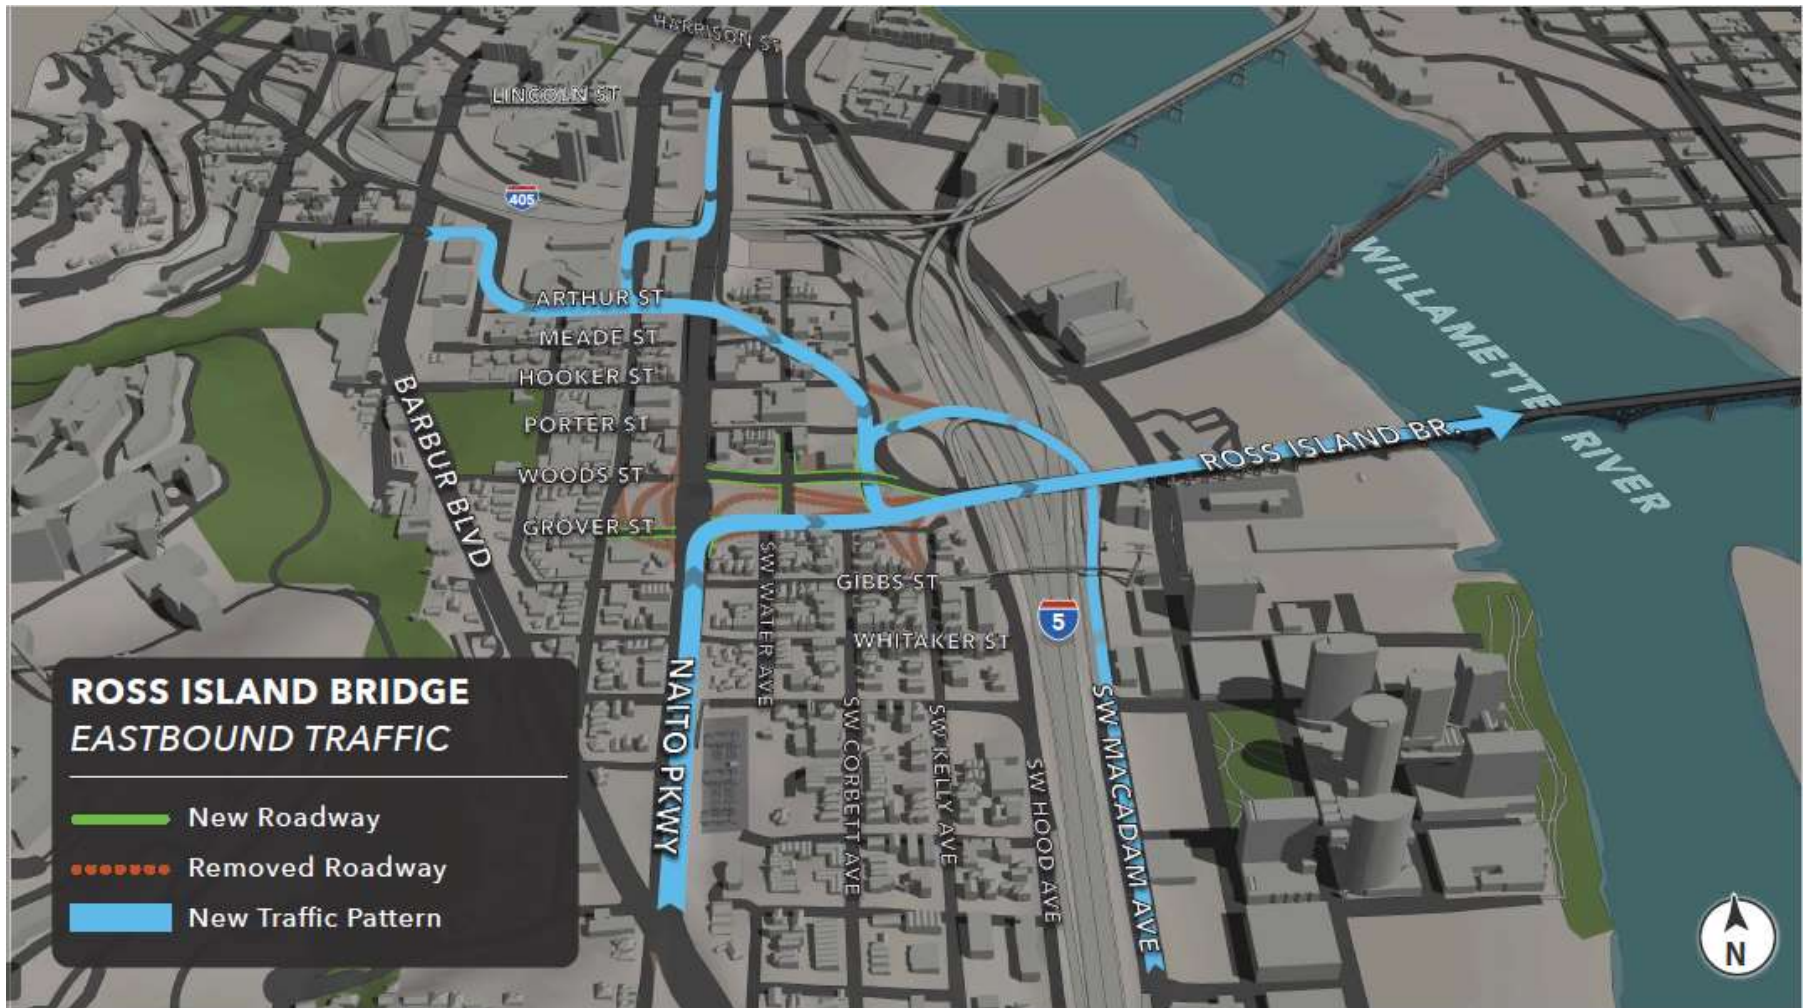 HARRISON ST
LINCOLN ST
405
ARTHUR ST
MEADE ST
HOOKER ST
PORTER ST
WOODS ST
GROVER ST
BARBUR BLVD
WILLAMETTE
RIVER
ROSS ISLAND BR.
GIBBS ST
WHITAKER ST
5
NAITO PKWY
SW WATER AVE
SW CORBETT AVE
SW KELLY AVE
SW HOOD AVE
SW MACADAM AVE
ROSS ISLAND BRIDGE
EASTBOUND TRAFFIC
New Roadway
Removed Roadway
New Traffic Pattern
N